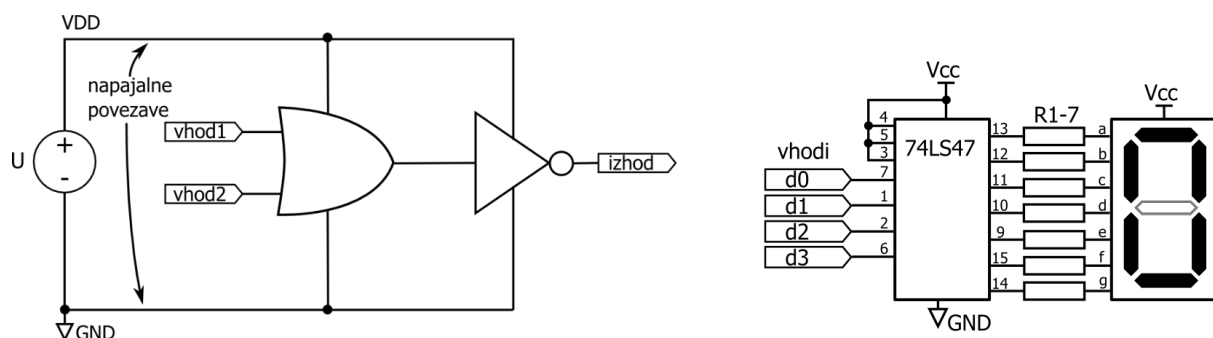 VDD
napajalne
povezave
vhod1
vhod2
U
+
-
izhod
GND
Vcc
74LS47
4
5
3
vhodi
d0
d1
d2
d3
7
1
2
6
13
12
11
10
9
15
14
R1-7
a
b
c
d
e
f
g
Vcc
GND